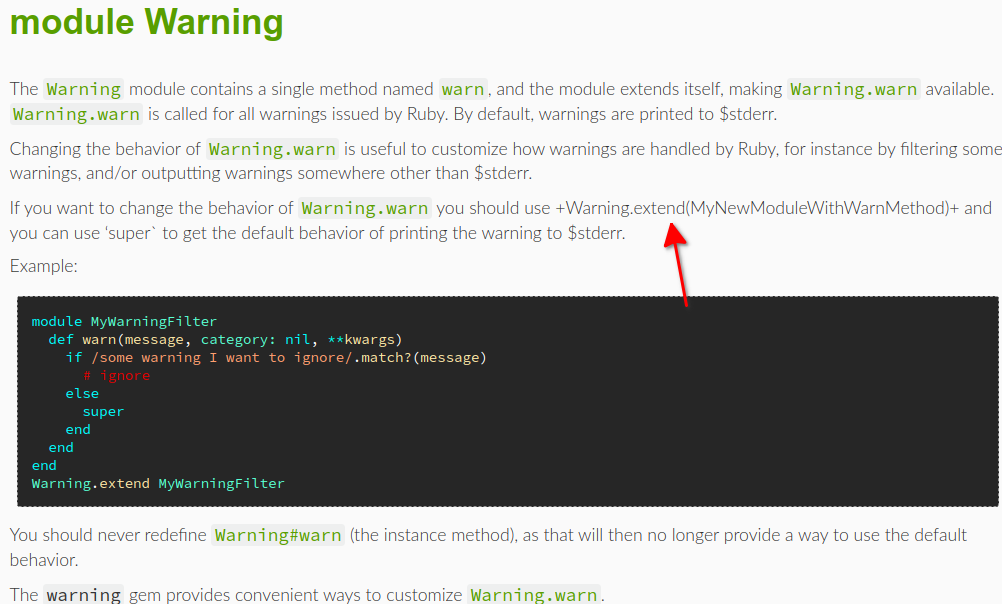 module Warning
The Warning module contains a single method named warn, and the module extends itself, making Warning.warn available.
Warning.warn is called for all warnings issued by Ruby. By default, warnings are printed to $stderr.
Changing the behavior of Warning.warn is useful to customize how warnings are handled by Ruby, for instance by filtering some
warnings, and/or outputting warnings somewhere other than $stderr.
If you want to change the behavior of Warning.warn you should use +Warning.extend(MyNewModuleWithWarnMethod)+ and
you can use ‘super` to get the default behavior of printing the warning to $stderr.
Example:
module MyWarningFilter
  def warn(message, category: nil, **kwargs)
    if /some warning I want to ignore/.match?(message)
      # ignore
    else
      super
    end
  end
end
Warning.extend MyWarningFilter
You should never redefine Warning#warn (the instance method), as that will then no longer provide a way to use the default
behavior.
The warning gem provides convenient ways to customize Warning.warn.